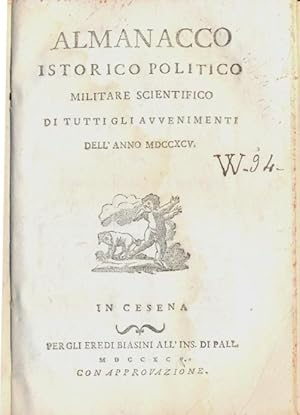 ALMANACCO
ISTORICO POLITICO
MILITARE SCIENTIFICO
DI TUTTI GLI AVVENIMENTI
DELL'ANNO MDCCXCV.
W.94.
IN CESENA
PER GLI EREDI BIASINI ALL'INS. DI PALL.
CON APPROVAZIONE.